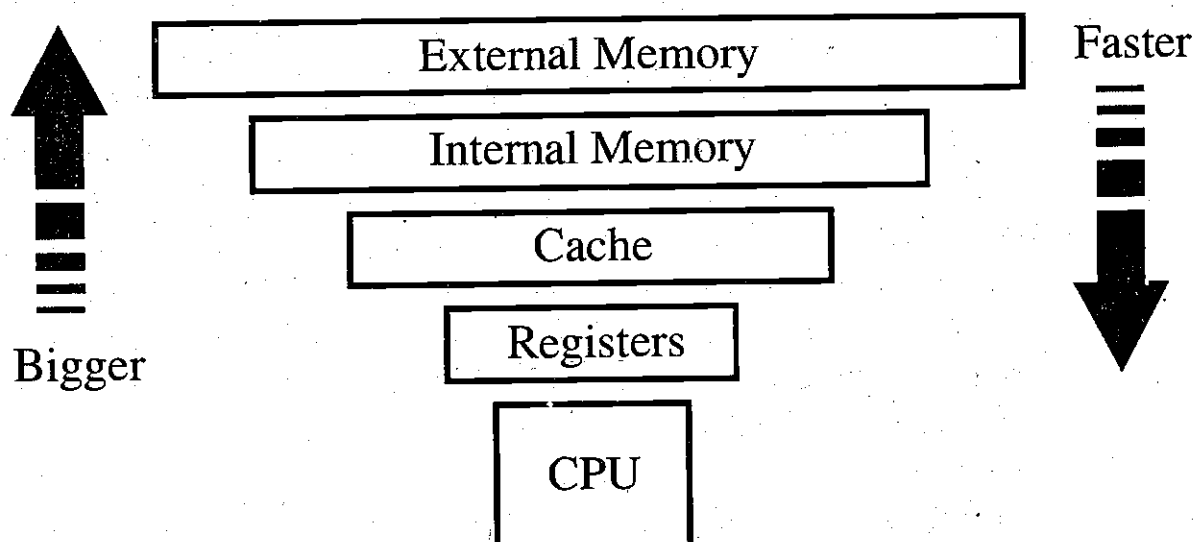 External Memory
Faster
Internal Memory
Cache
Registers
Bigger
CPU